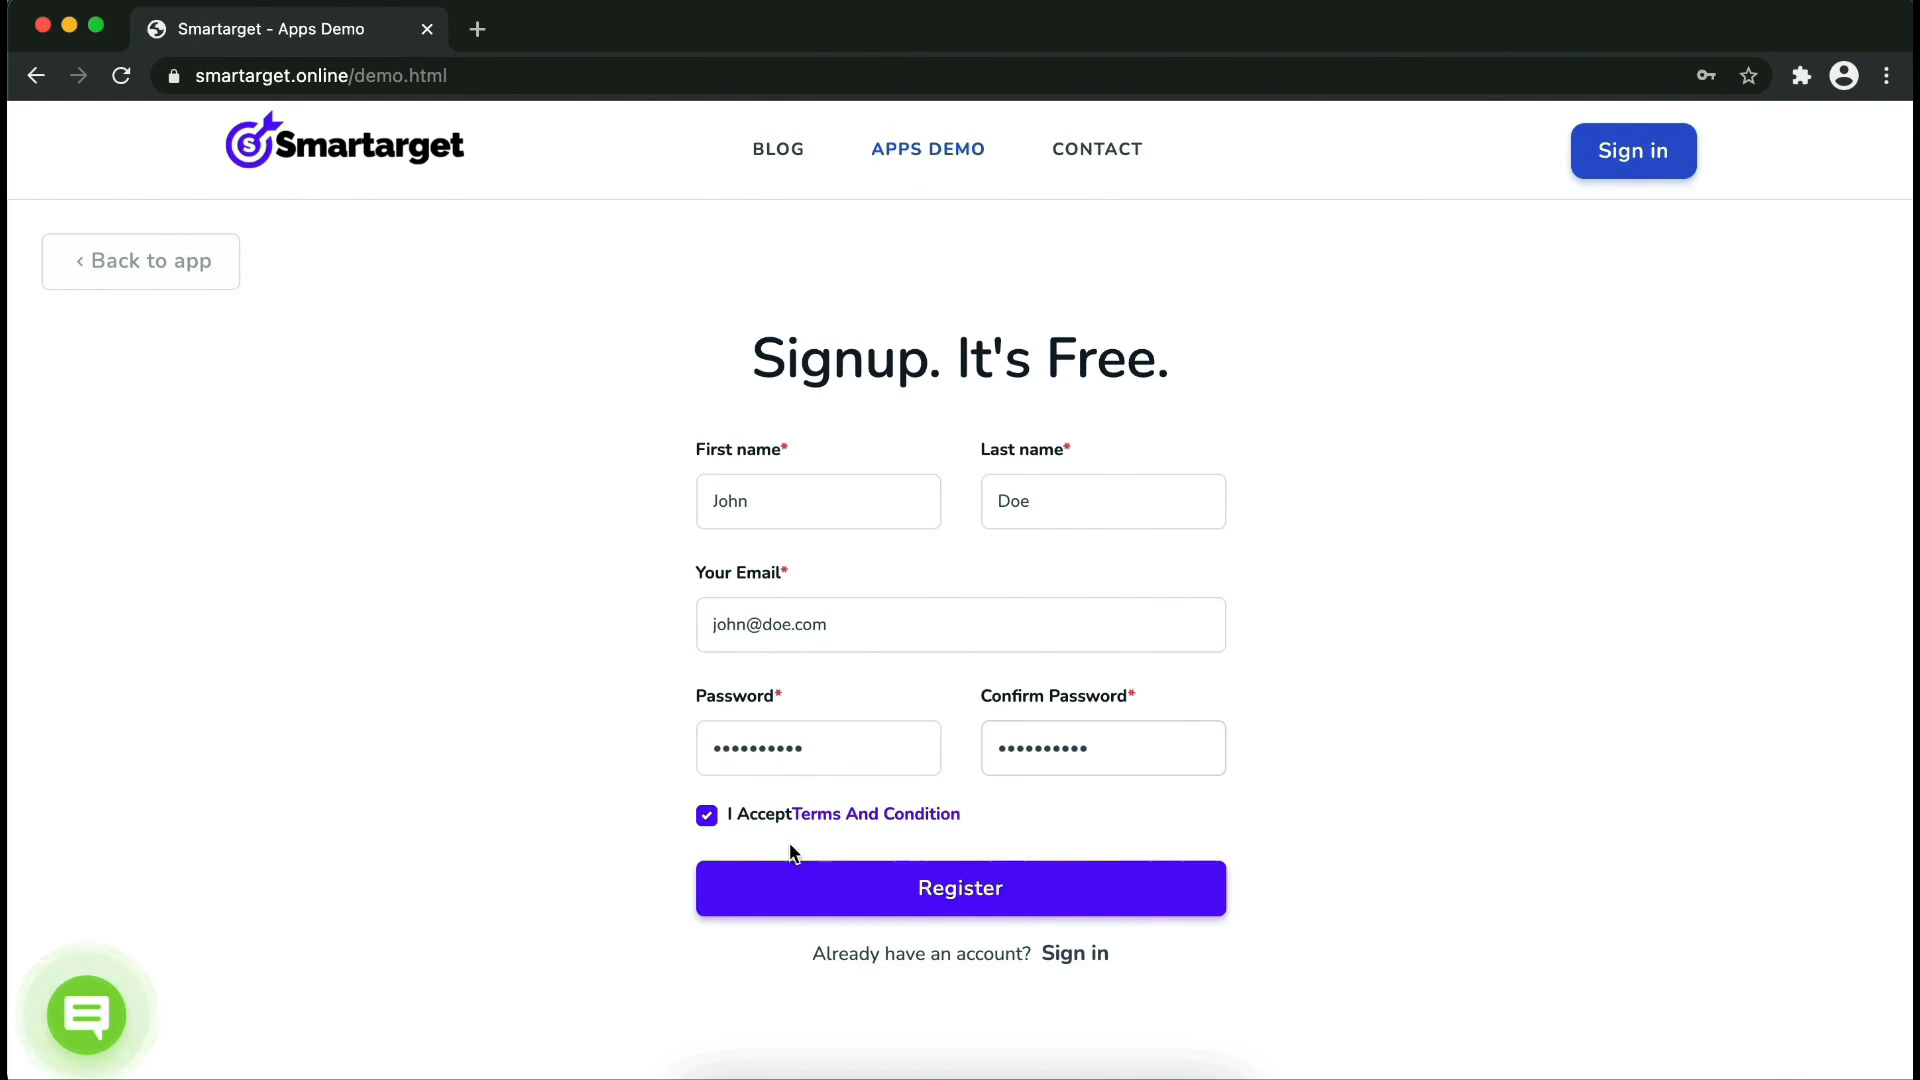 Smartarget - Apps Demo
smartarget.online/demo.html
Smartarget
BLOG
APPS DEMO
CONTACT
Sign in
‹ Back to app
Signup. It's Free.
First name*
Last name*
John
Doe
Your Email*
john@doe.com
Password*
Confirm Password*
••••••••••
••••••••••
I AcceptTerms And Condition
Register
Already have an account? Sign in